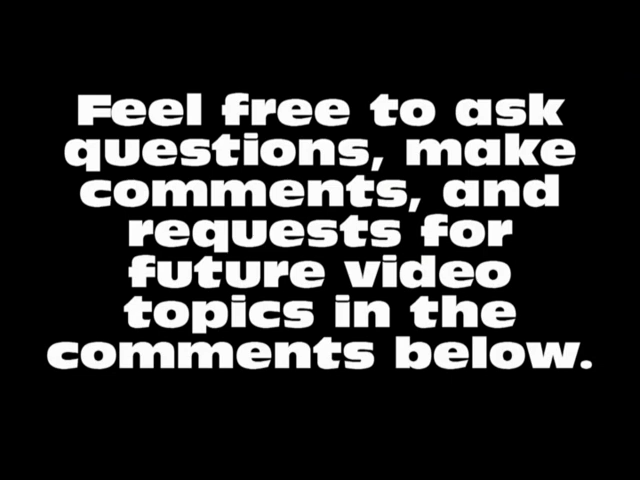 Feel free to ask
questions, make
comments, and
requests for
future video
topics in the
comments below.